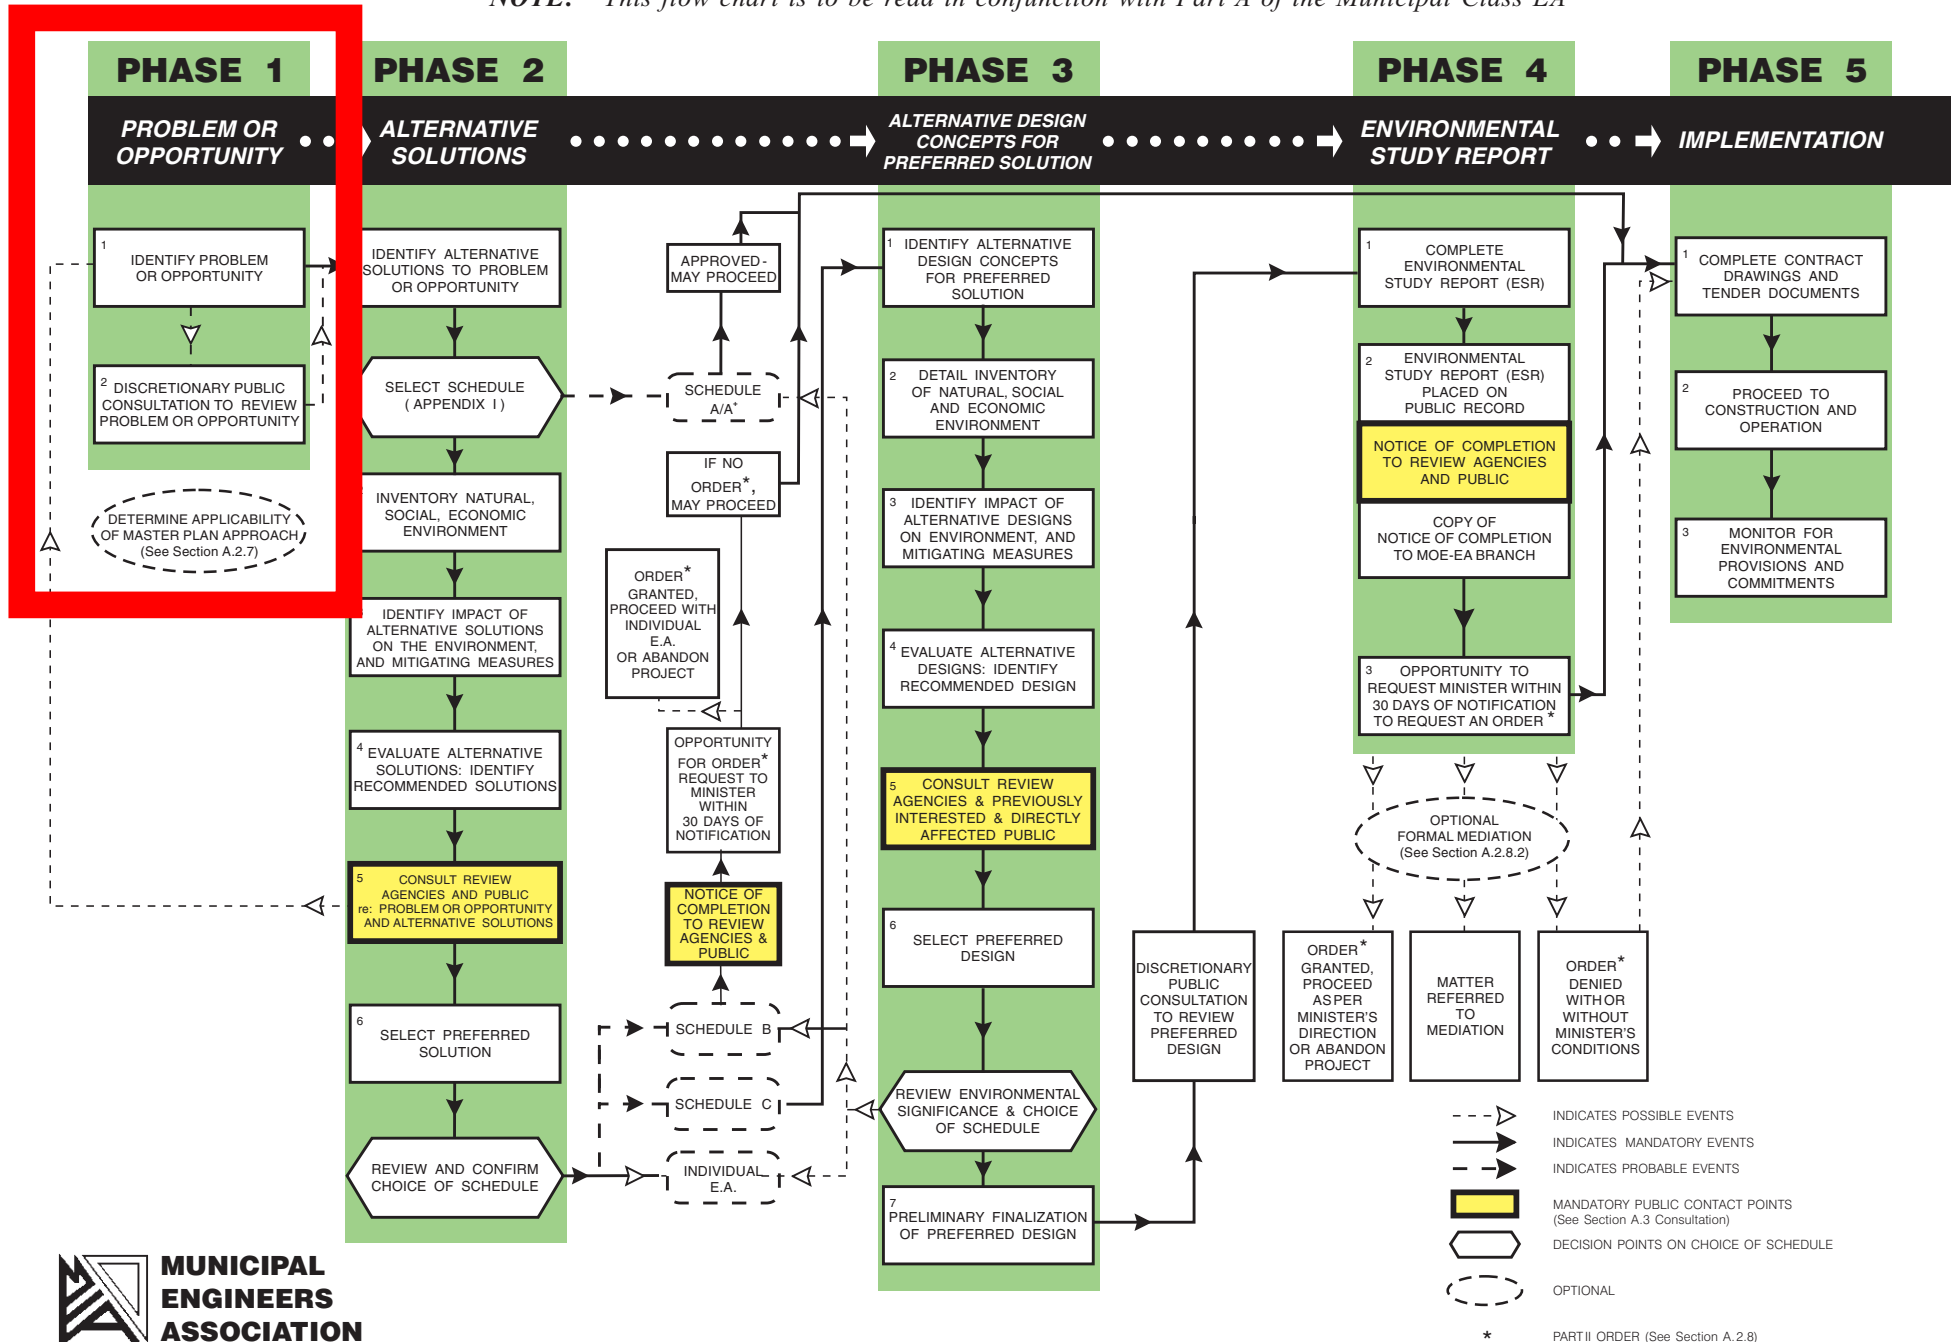 NOTE: This flow chart is to be read in conjunction with Part A of the Municipal Class EA
PHASE 1
PROBLEM OR
OPPORTUNITY
1
IDENTIFY PROBLEM
OR OPPORTUNITY
2
DISCRETIONARY PUBLIC
CONSULTATION TO REVIEW
PROBLEM OR OPPORTUNITY
DETERMINE APPLICABILITY
OF MASTER PLAN APPROACH
(See Section A.2.7)
PHASE 2
ALTERNATIVE
SOLUTIONS
IDENTIFY ALTERNATIVE
SOLUTIONS TO PROBLEM
OR OPPORTUNITY
SELECT SCHEDULE
( APPENDIX I )
INVENTORY NATURAL,
SOCIAL, ECONOMIC
ENVIRONMENT
IDENTIFY IMPACT OF
ALTERNATIVE SOLUTIONS
ON THE ENVIRONMENT,
AND MITIGATING MEASURES
4
EVALUATE ALTERNATIVE
SOLUTIONS: IDENTIFY
RECOMMENDED SOLUTIONS
5
CONSULT REVIEW
AGENCIES AND PUBLIC
re: PROBLEM OR OPPORTUNITY
AND ALTERNATIVE SOLUTIONS
6
SELECT PREFERRED
SOLUTION
REVIEW AND CONFIRM
CHOICE OF SCHEDULE
APPROVED-
MAY PROCEED
SCHEDULE
A/A+
IF NO
ORDER*,
MAY PROCEED
ORDER*
GRANTED,
PROCEED WITH
INDIVIDUAL
E.A.
OR ABANDON
PROJECT
OPPORTUNITY
FOR ORDER*
REQUEST TO
MINISTER
WITHIN
30 DAYS OF
NOTIFICATION
NOTICE OF
COMPLETION
TO REVIEW
AGENCIES &
PUBLIC
SCHEDULE B
SCHEDULE C
INDIVIDUAL
E.A.
PHASE 3
ALTERNATIVE DESIGN
CONCEPTS FOR
PREFERRED SOLUTION
1
IDENTIFY ALTERNATIVE
DESIGN CONCEPTS
FOR PREFERRED
SOLUTION
2
DETAIL INVENTORY
OF NATURAL, SOCIAL
AND ECONOMIC
ENVIRONMENT
3
IDENTIFY IMPACT OF
ALTERNATIVE DESIGNS
ON ENVIRONMENT, AND
MITIGATING MEASURES
4
EVALUATE ALTERNATIVE
DESIGNS: IDENTIFY
RECOMMENDED DESIGN
5
CONSULT REVIEW
AGENCIES & PREVIOUSLY
INTERESTED & DIRECTLY
AFFECTED PUBLIC
6
SELECT PREFERRED
DESIGN
REVIEW ENVIRONMENTAL
SIGNIFICANCE & CHOICE
OF SCHEDULE
7
PRELIMINARY FINALIZATION
OF PREFERRED DESIGN
DISCRETIONARY
PUBLIC
CONSULTATION
TO REVIEW
PREFERRED
DESIGN
PHASE 4
ENVIRONMENTAL
STUDY REPORT
1
COMPLETE
ENVIRONMENTAL
STUDY REPORT (ESR)
2
ENVIRONMENTAL
STUDY REPORT (ESR)
PLACED ON
PUBLIC RECORD
NOTICE OF COMPLETION
TO REVIEW AGENCIES
AND PUBLIC
COPY OF
NOTICE OF COMPLETION
TO MOE-EA BRANCH
3
OPPORTUNITY TO
REQUEST MINISTER WITHIN
30 DAYS OF NOTIFICATION
TO REQUEST AN ORDER *
OPTIONAL
FORMAL MEDIATION
(See Section A.2.8.2)
ORDER*
GRANTED,
PROCEED
AS PER
MINISTER'S
DIRECTION
OR ABANDON
PROJECT
MATTER
REFERRED
TO
MEDIATION
ORDER*
DENIED
WITH OR
WITHOUT
MINISTER'S
CONDITIONS
PHASE 5
IMPLEMENTATION
1
COMPLETE CONTRACT
DRAWINGS AND
TENDER DOCUMENTS
2
PROCEED TO
CONSTRUCTION AND
OPERATION
3
MONITOR FOR
ENVIRONMENTAL
PROVISIONS AND
COMMITMENTS
INDICATES POSSIBLE EVENTS
INDICATES MANDATORY EVENTS
INDICATES PROBABLE EVENTS
MANDATORY PUBLIC CONTACT POINTS
(See Section A.3 Consultation)
DECISION POINTS ON CHOICE OF SCHEDULE
OPTIONAL
* PART II ORDER (See Section A.2.8)
MUNICIPAL
ENGINEERS
ASSOCIATION